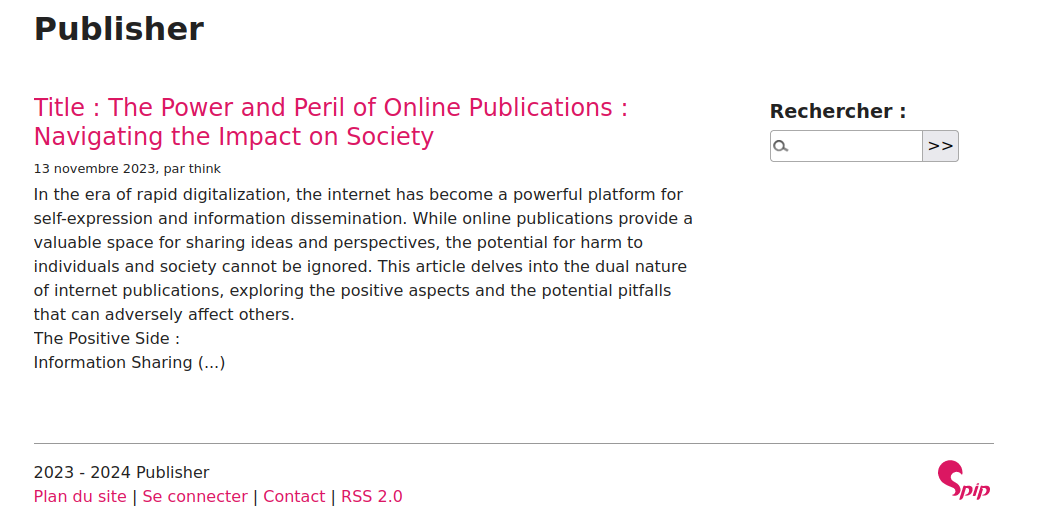 Publisher
Title : The Power and Peril of Online Publications :
Navigating the Impact on Society
13 novembre 2023, par think
In the era of rapid digitalization, the internet has become a powerful platform for
self-expression and information dissemination. While online publications provide a
valuable space for sharing ideas and perspectives, the potential for harm to
individuals and society cannot be ignored. This article delves into the dual nature
of internet publications, exploring the positive aspects and the potential pitfalls
that can adversely affect others.
The Positive Side :
Information Sharing (...)
Rechercher :
>>
2023 - 2024 Publisher
Plan du site | Se connecter | Contact | RSS 2.0
Spip